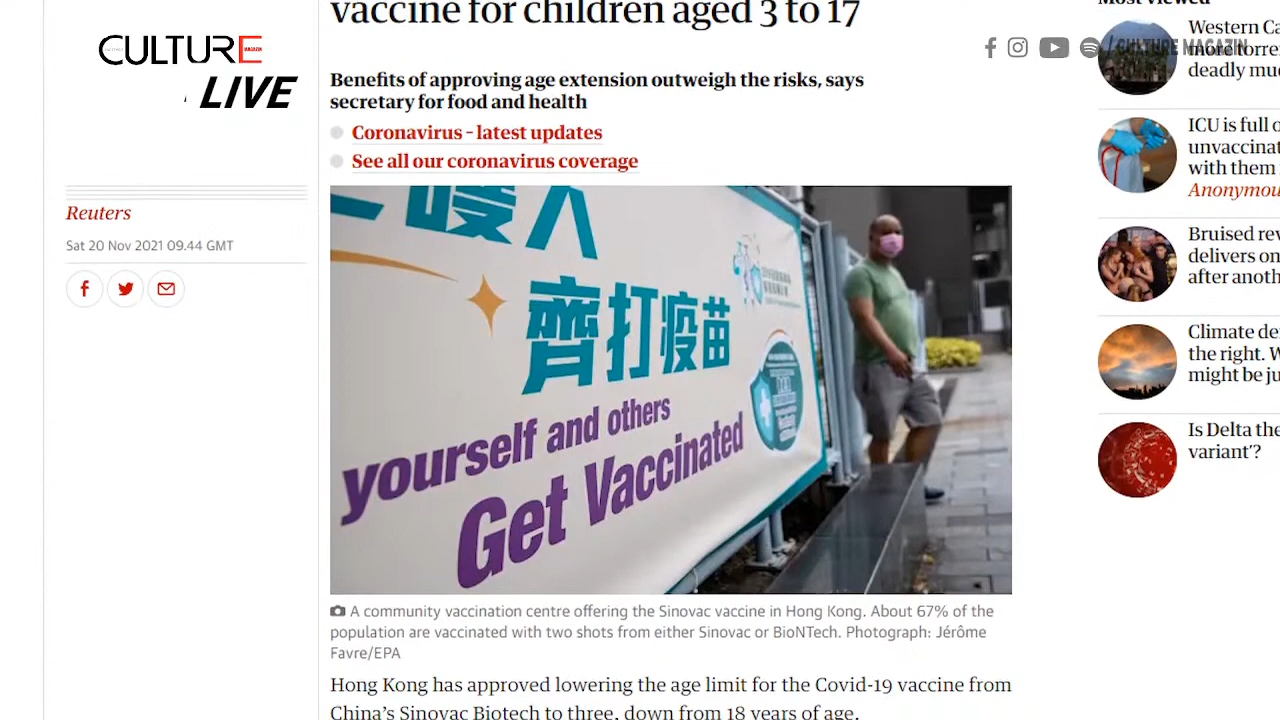 vaccine for children aged 3 to 17
CULTURE
MAGAZIN
LIVE
/ CULTURE MAGAZIN
Benefits of approving age extension outweigh the risks, says
secretary for food and health
Coronavirus – latest updates
See all our coronavirus coverage
Reuters
Sat 20 Nov 2021 09.44 GMT
暖人
齊打疫苗
yourself and others
Get Vaccinated
A community vaccination centre offering the Sinovac vaccine in Hong Kong. About 67% of the
population are vaccinated with two shots from either Sinovac or BioNTech. Photograph: Jérôme
Favre/EPA
Hong Kong has approved lowering the age limit for the Covid-19 vaccine from
China's Sinovac Biotech to three, down from 18 years of age.
Most viewed
Western Ca
more torre
deadly mu
ICU is full o
unvaccinat
with them
Anonymou
Bruised rev
delivers on
after anoth
Climate de
the right. W
might be ju
Is Delta the
variant'?